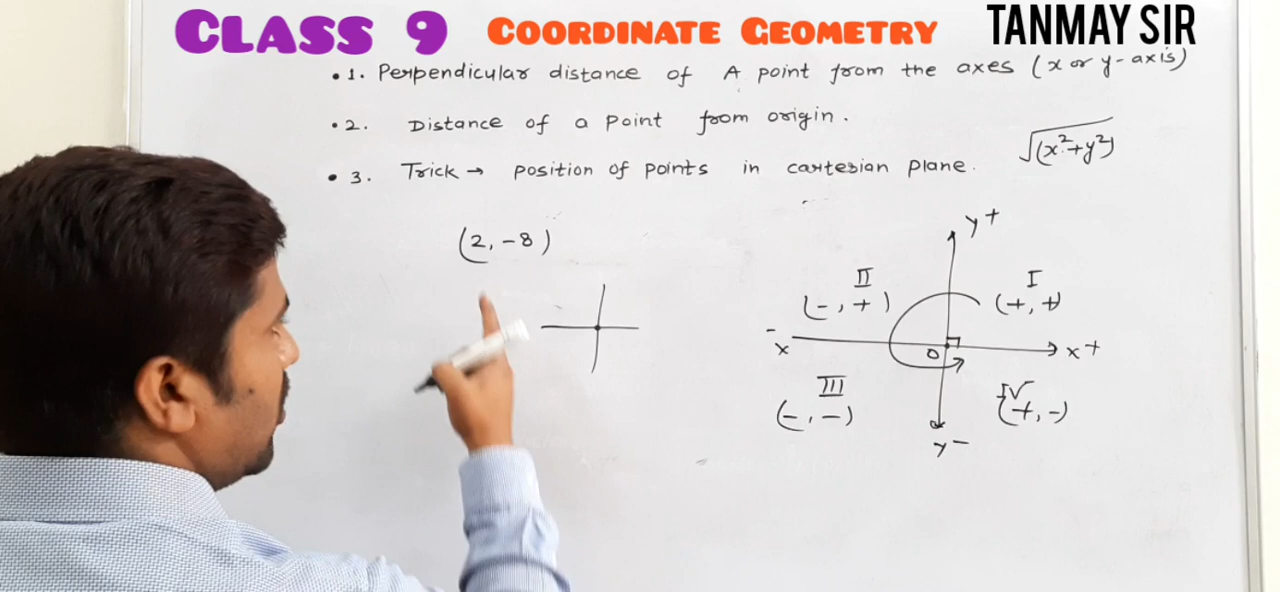 CLASS 9 COORDINATE GEOMETRY TANMAY SIR
• 1. Perpendicular distance of A point from the axes (x or y-axis)
• 2. Distance of a point from origin.
• 3. Trick → position of points in cartesian plane. √(x²+y²)
(2, -8)
y+
II I
(-, +) (+, +)
-x O x+
III IV
(-, -) (+, -)
y-